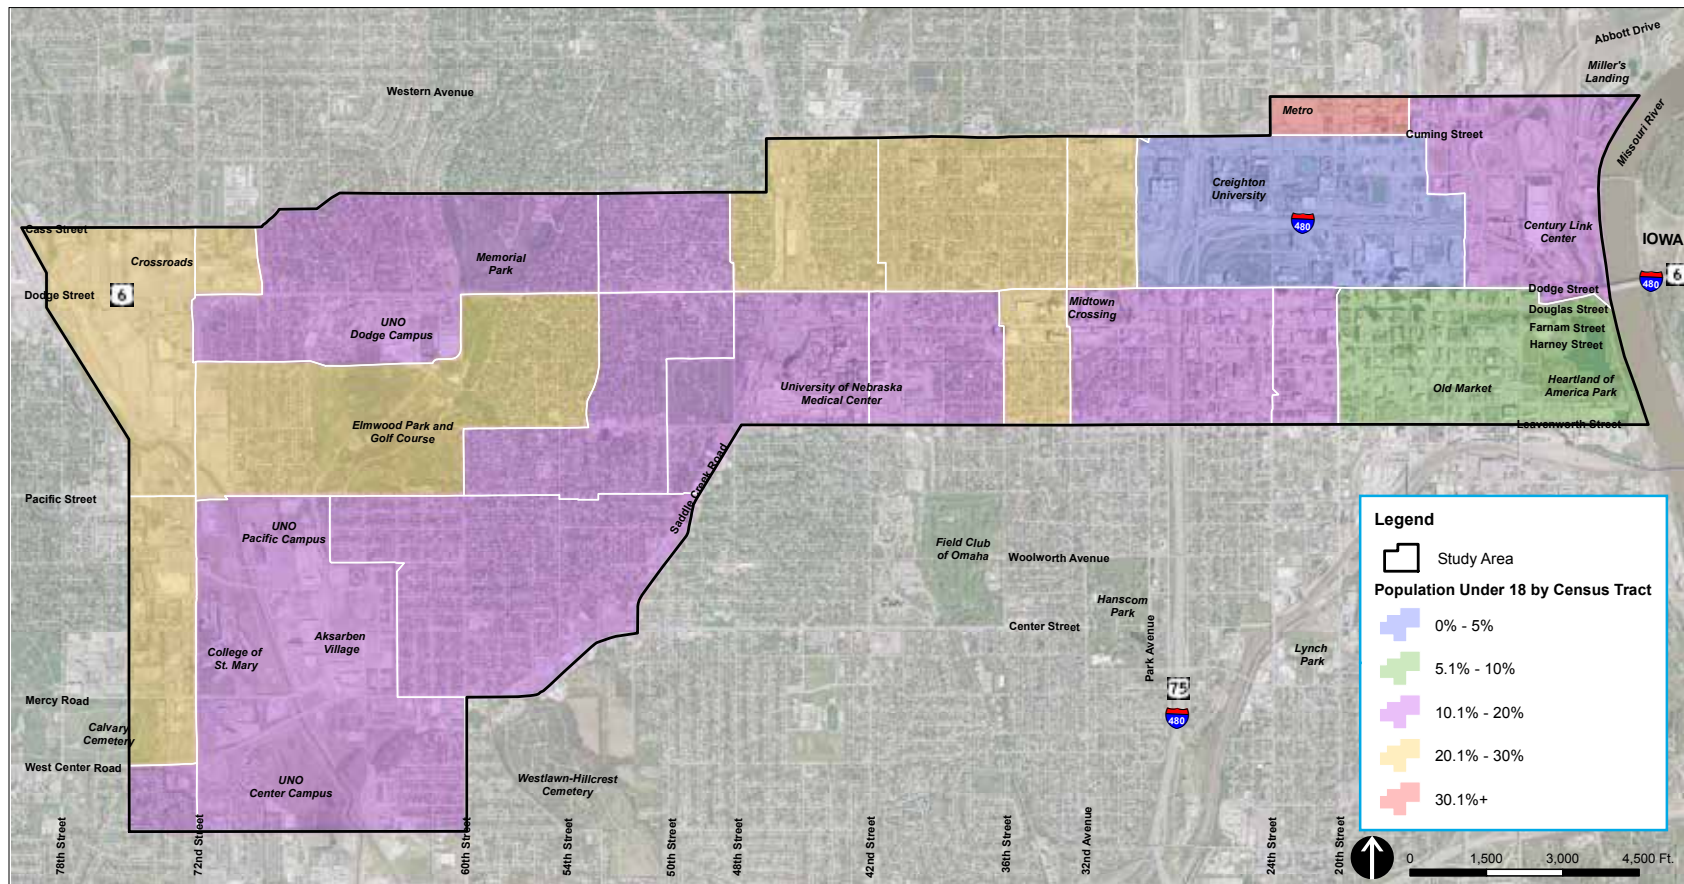 Abbott Drive
Miller's
Landing
Western Avenue
Metro
Missouri River
Cuming Street
Creighton
University
480
Century Link
Center
IOWA
Cass Street
Crossroads
Memorial
Park
480
6
Dodge Street
6
Dodge Street
Midtown
Crossing
Douglas Street
UNO
Dodge Campus
Farnam Street
Harney Street
University of Nebraska
Medical Center
Old Market
Heartland of
America Park
Elmwood Park and
Golf Course
Leavenworth Street
Saddle Creek Road
Pacific Street
UNO
Pacific Campus
Field Club
of Omaha
Woolworth Avenue
Hanscom
Park
Center Street
Park Avenue
Lynch
Park
Aksarben
Village
College of
St. Mary
75
480
Mercy Road
Calvary
Cemetery
West Center Road
UNO
Center Campus
Westlawn-Hillcrest
Cemetery
78th Street
72nd Street
60th Street
54th Street
50th Street
48th Street
42nd Street
36th Street
32nd Avenue
24th Street
20th Street
Legend
Study Area
Population Under 18 by Census Tract
0% - 5%
5.1% - 10%
10.1% - 20%
20.1% - 30%
30.1%+
0 1,500 3,000 4,500 Ft.